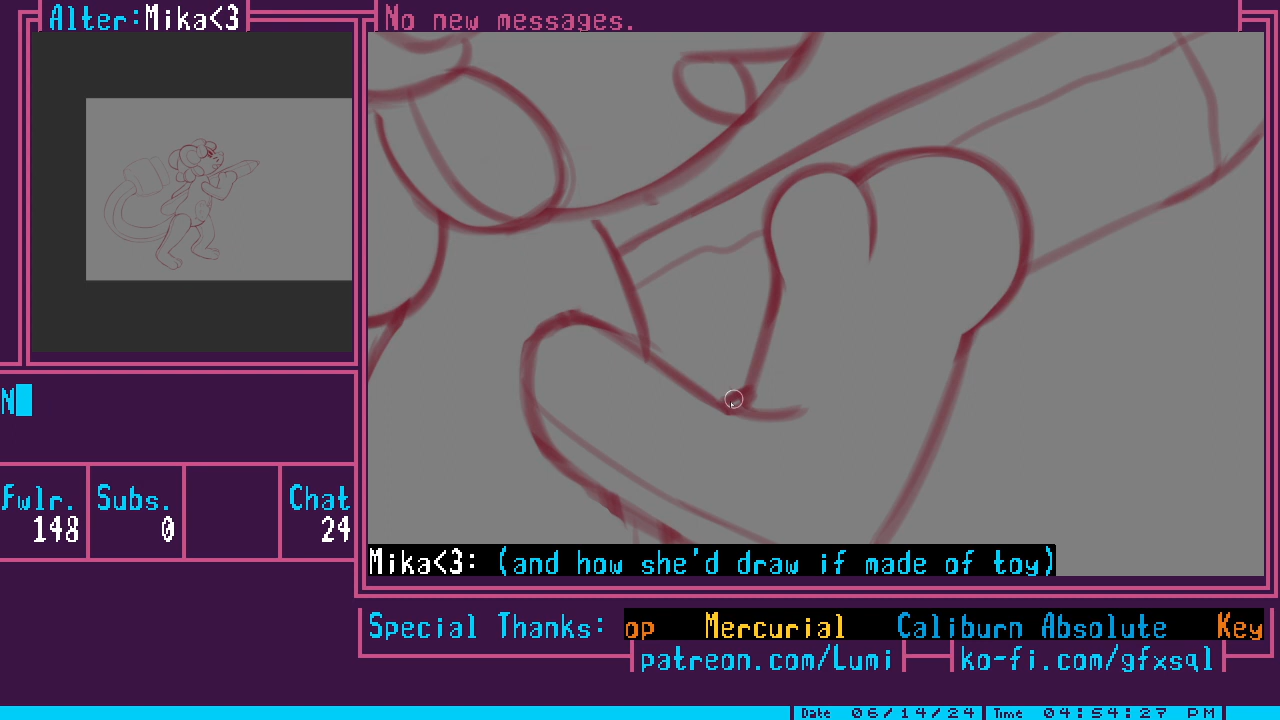 Alter:Mika<3
No new messages.
N
Fwlr. Subs. Chat
148 0 24
Mika<3: (and how she'd draw if made of toy)
Special Thanks: op Mercurial Caliburn Absolute Key
patreon.com/Lumi ko-fi.com/gfxsql
Date 06/14/24 Time 04:54:27 PM